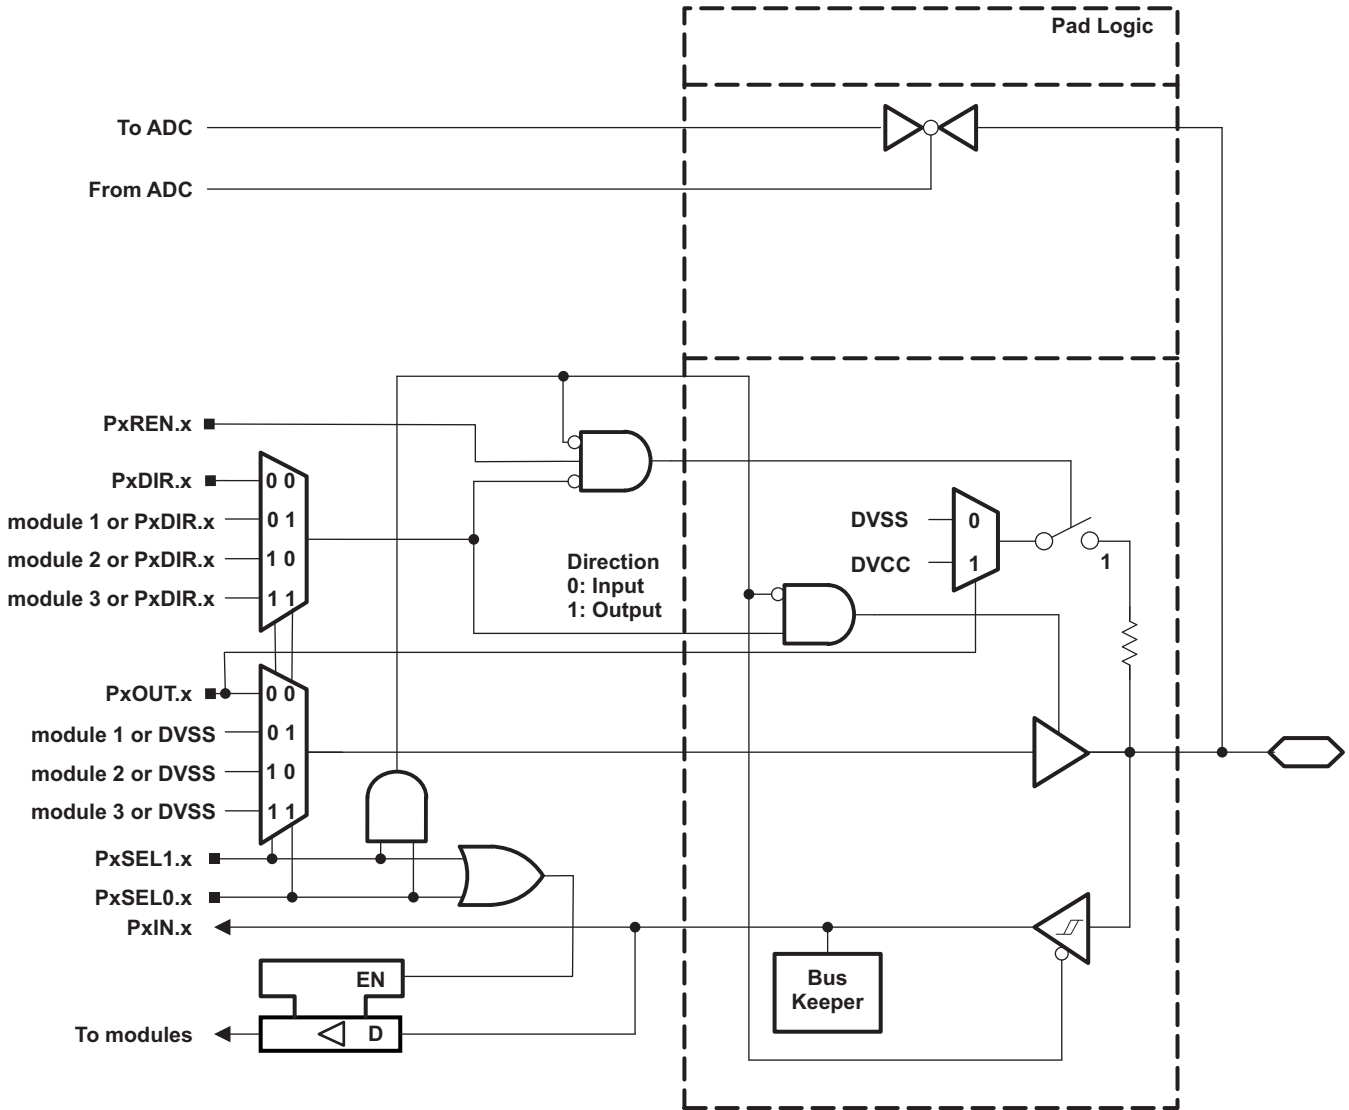 Pad Logic
To ADC
From ADC
PxREN.x
PxDIR.x
0 0
module 1 or PxDIR.x
0 1
module 2 or PxDIR.x
1 0
module 3 or PxDIR.x
1 1
Direction
0: Input
1: Output
DVSS
0
DVCC
1
1
PxOUT.x
0 0
module 1 or DVSS
0 1
module 2 or DVSS
1 0
module 3 or DVSS
1 1
PxSEL1.x
PxSEL0.x
PxIN.x
EN
Bus
Keeper
To modules
D